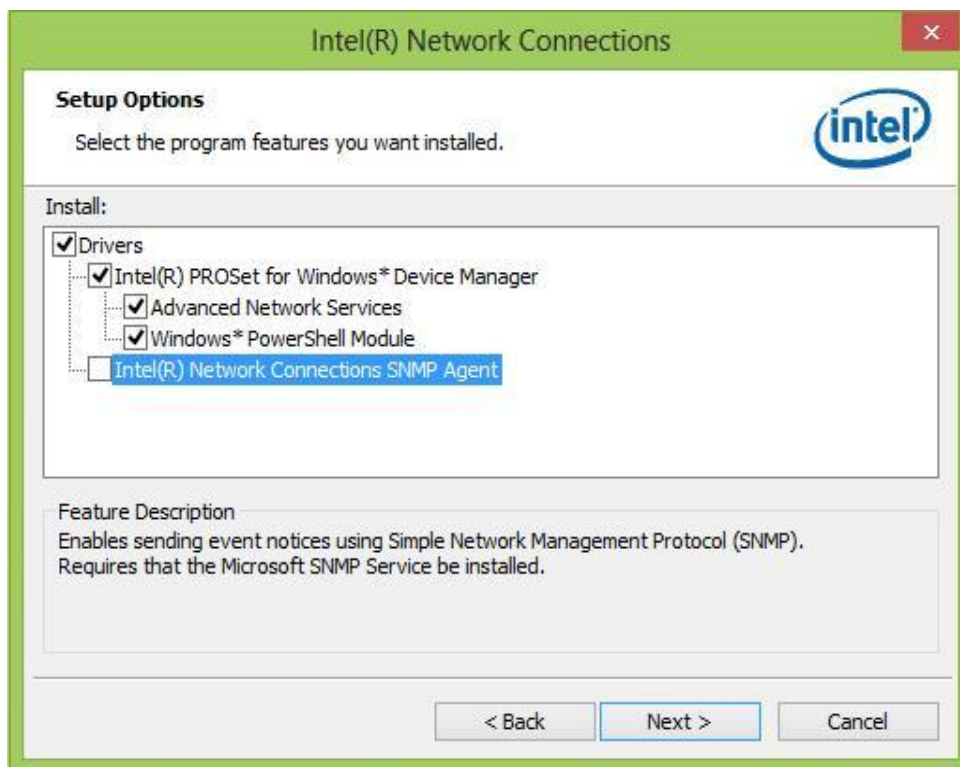 Intel(R) Network Connections
Setup Options
Select the program features you want installed.
intel
Install:
Drivers
Intel(R) PROSet for Windows* Device Manager
Advanced Network Services
Windows* PowerShell Module
Intel(R) Network Connections SNMP Agent
Feature Description
Enables sending event notices using Simple Network Management Protocol (SNMP).
Requires that the Microsoft SNMP Service be installed.
< Back Next > Cancel